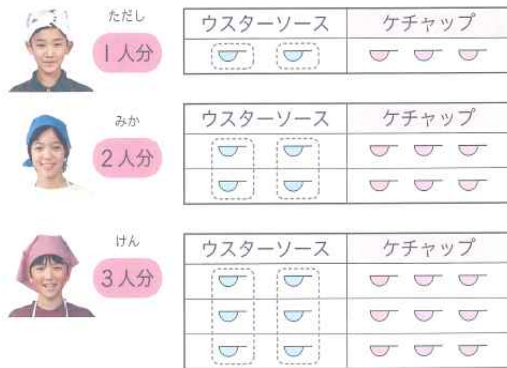 ただし
1人分
ウスターソース ケチャップ
みか
2人分
ウスターソース ケチャップ
けん
3人分
ウスターソース ケチャップ